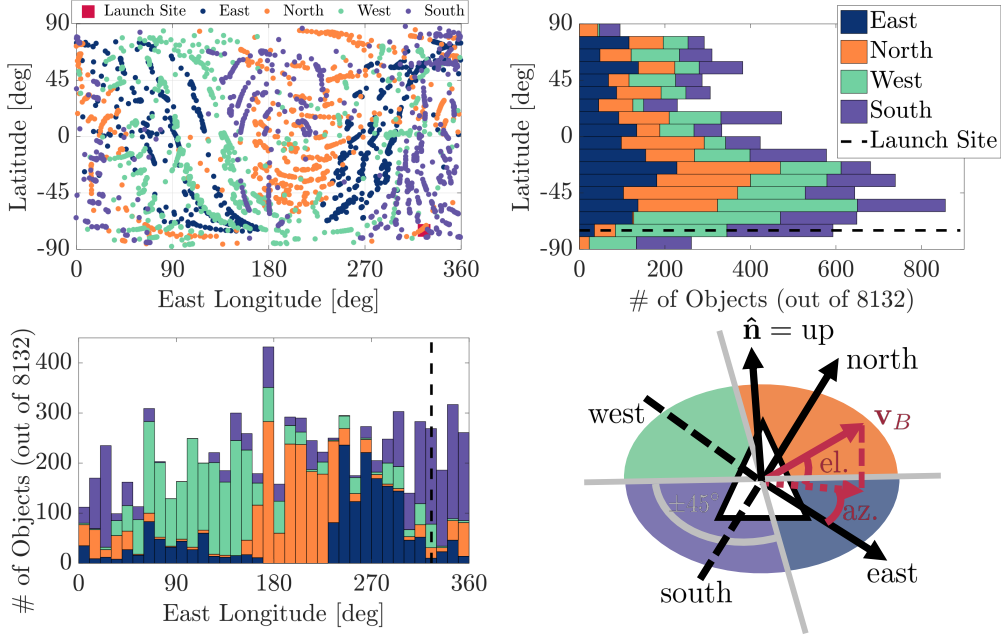 Launch Site East North West South
90
45
0
-45
-90
Latitude [deg]
0 90 180 270 360
East Longitude [deg]
90
45
0
-45
-90
Latitude [deg]
East
North
West
South
Launch Site
0 200 400 600 800
# of Objects (out of 8132)
400
300
200
100
0
# of Objects (out of 8132)
0 90 180 270 360
East Longitude [deg]
n̂ = up
north
west
v_B
el.
±45°
az.
east
south